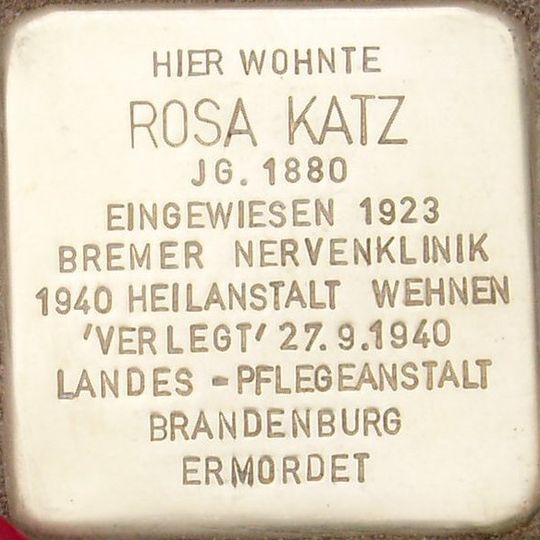 HIER WOHNTE
ROSA KATZ
JG. 1880
EINGEWIESEN 1923
BREMER NERVENKLINIK
1940 HEILANSTALT WEHNEN
'VERLEGT' 27.9.1940
LANDES-PFLEGEANSTALT
BRANDENBURG
ERMORDET